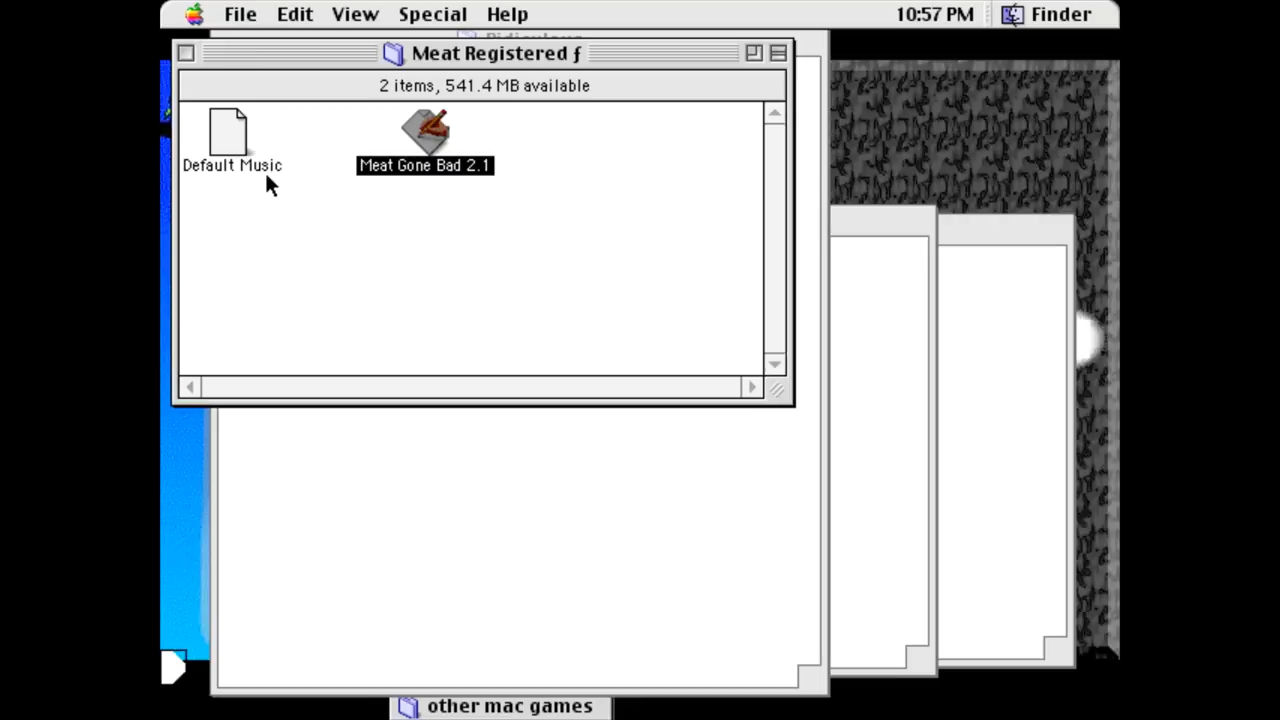 File Edit View Special Help 10:57 PM Finder
Ridiculous
Meat Registered ƒ
2 items, 541.4 MB available
Default Music
Meat Gone Bad 2.1
other mac games